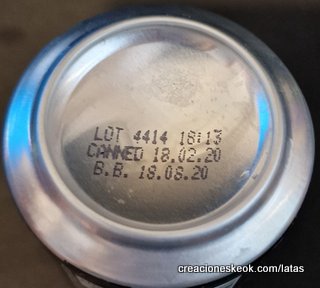 LOT 4414 18:13
CANNED 18.02.20
B.B. 18.08.20
creacioneskeok.com/latas